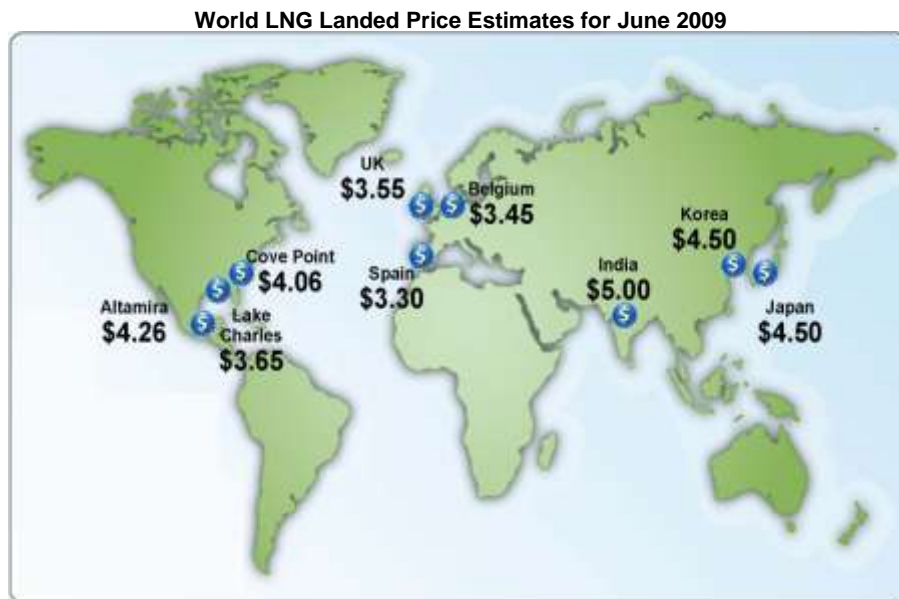 World LNG Landed Price Estimates for June 2009
UK
$3.55
Belgium
$3.45
Korea
$4.50
Cove Point
$4.06
Spain
$3.30
India
$5.00
Altamira
$4.26
Lake
Charles
$3.65
Japan
$4.50